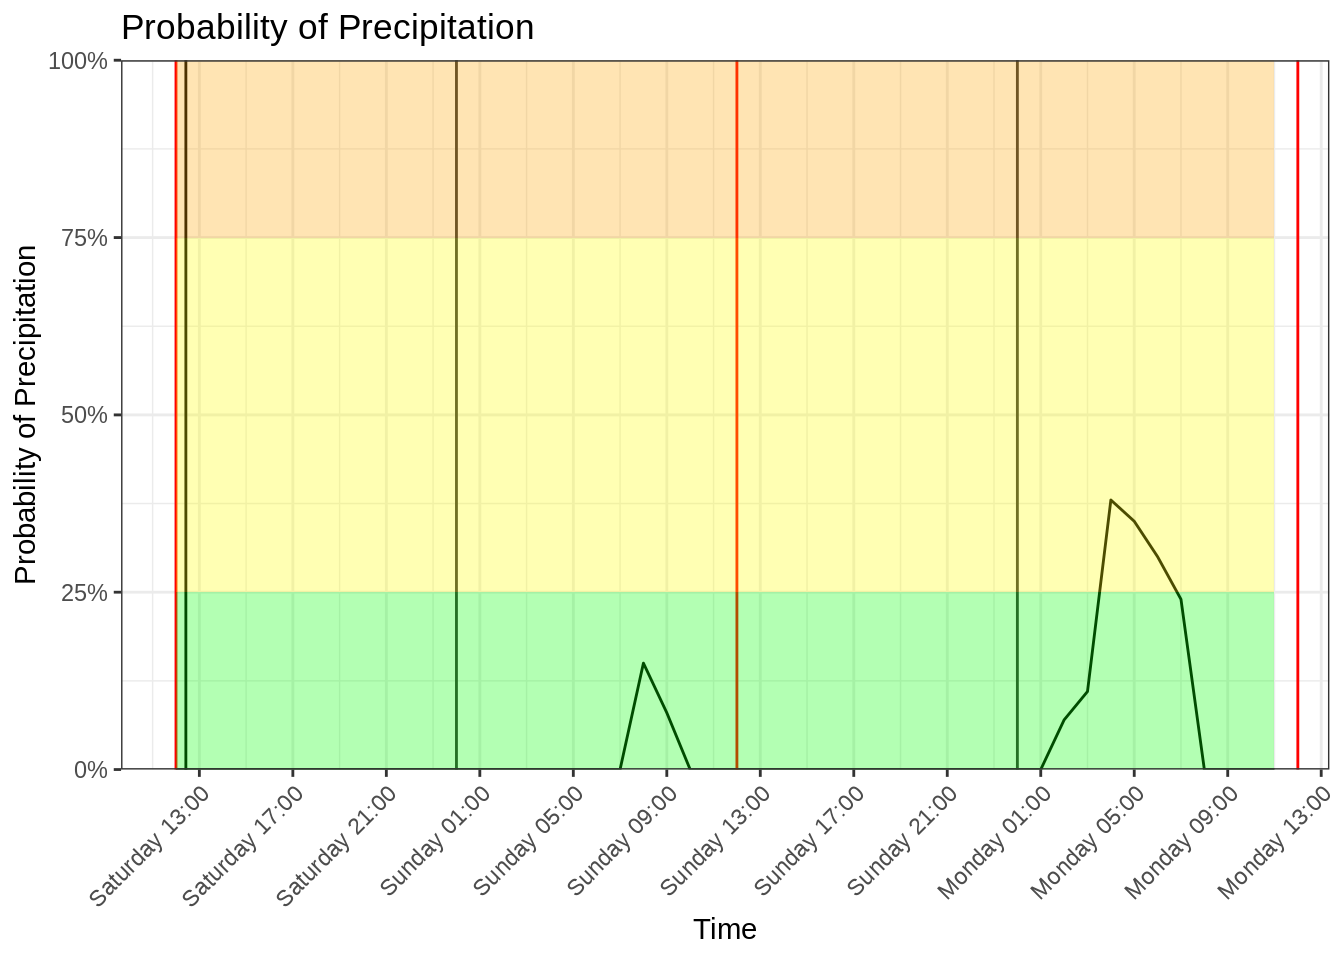 Probability of Precipitation
Probability of Precipitation
100%
75%
50%
25%
0%
Saturday 13:00
Saturday 17:00
Saturday 21:00
Sunday 01:00
Sunday 05:00
Sunday 09:00
Sunday 13:00
Sunday 17:00
Sunday 21:00
Monday 01:00
Monday 05:00
Monday 09:00
Monday 13:00
Time